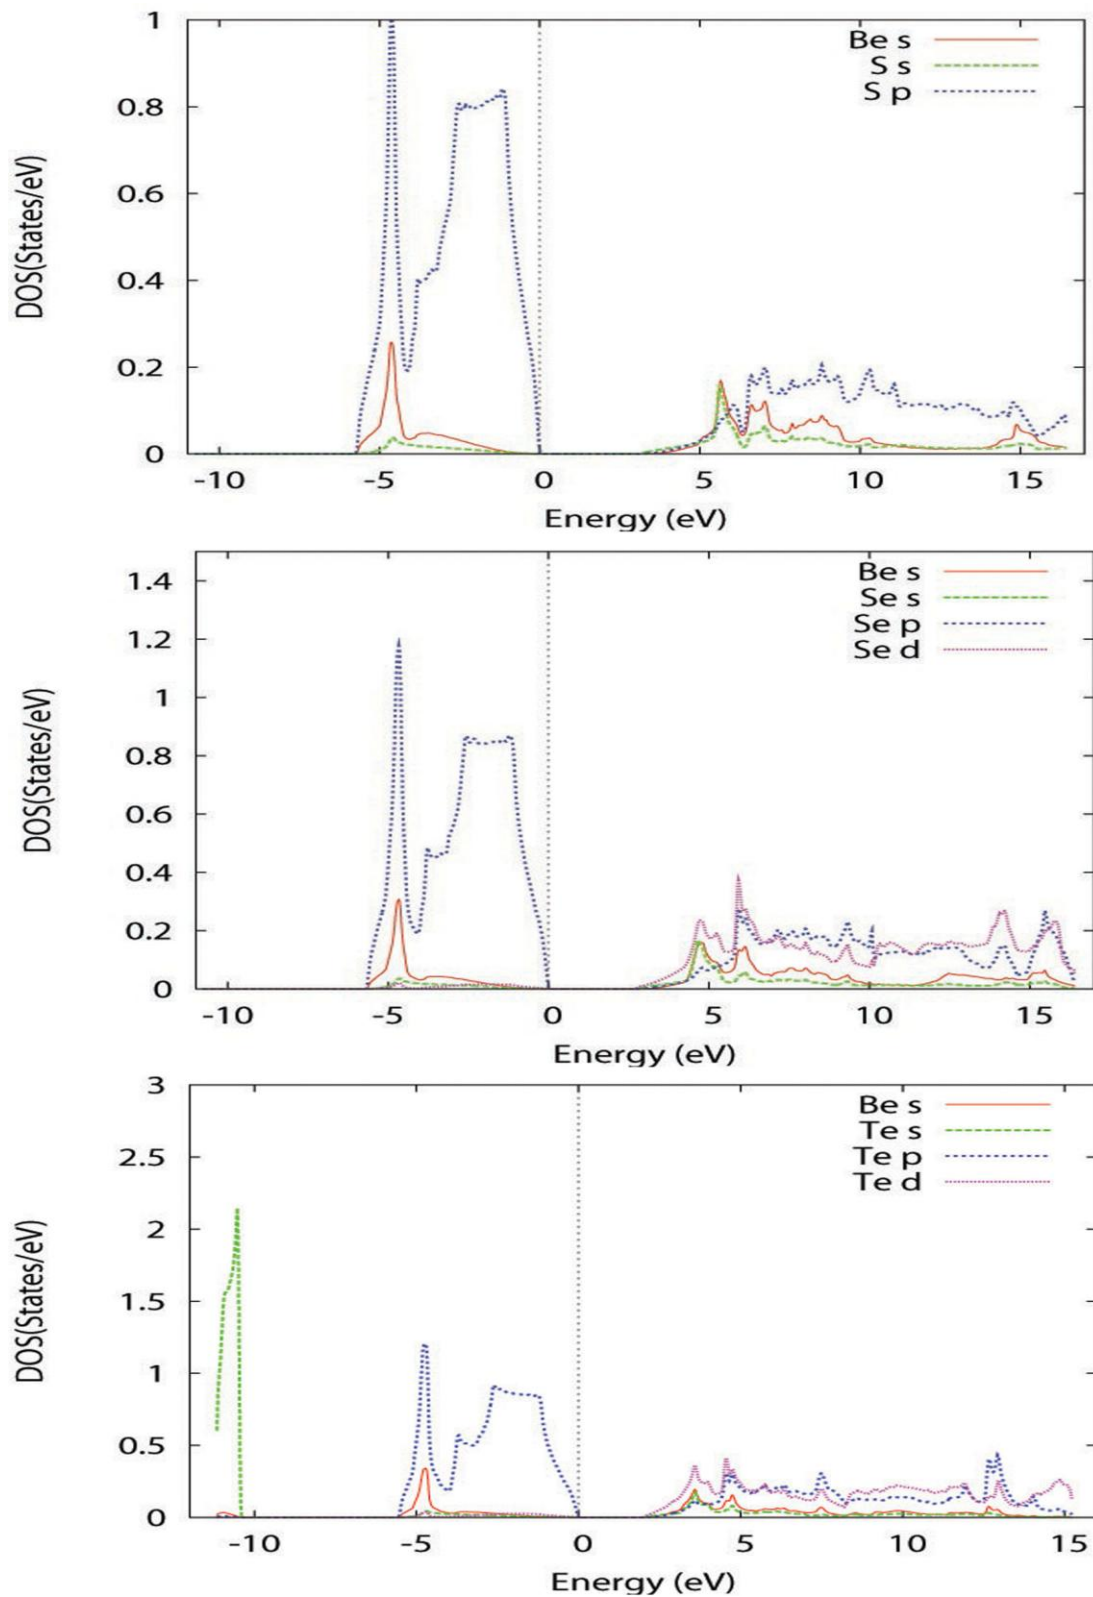 DOS(States/eV)
1
0.8
0.6
0.4
0.2
0
Be s
S s
S p
-10 -5 0 5 10 15
Energy (eV)
DOS(States/eV)
1.4
1.2
1
0.8
0.6
0.4
0.2
0
Be s
Se s
Se p
Se d
-10 -5 0 5 10 15
Energy (eV)
DOS(States/eV)
3
2.5
2
1.5
1
0.5
0
Be s
Te s
Te p
Te d
-10 -5 0 5 10 15
Energy (eV)